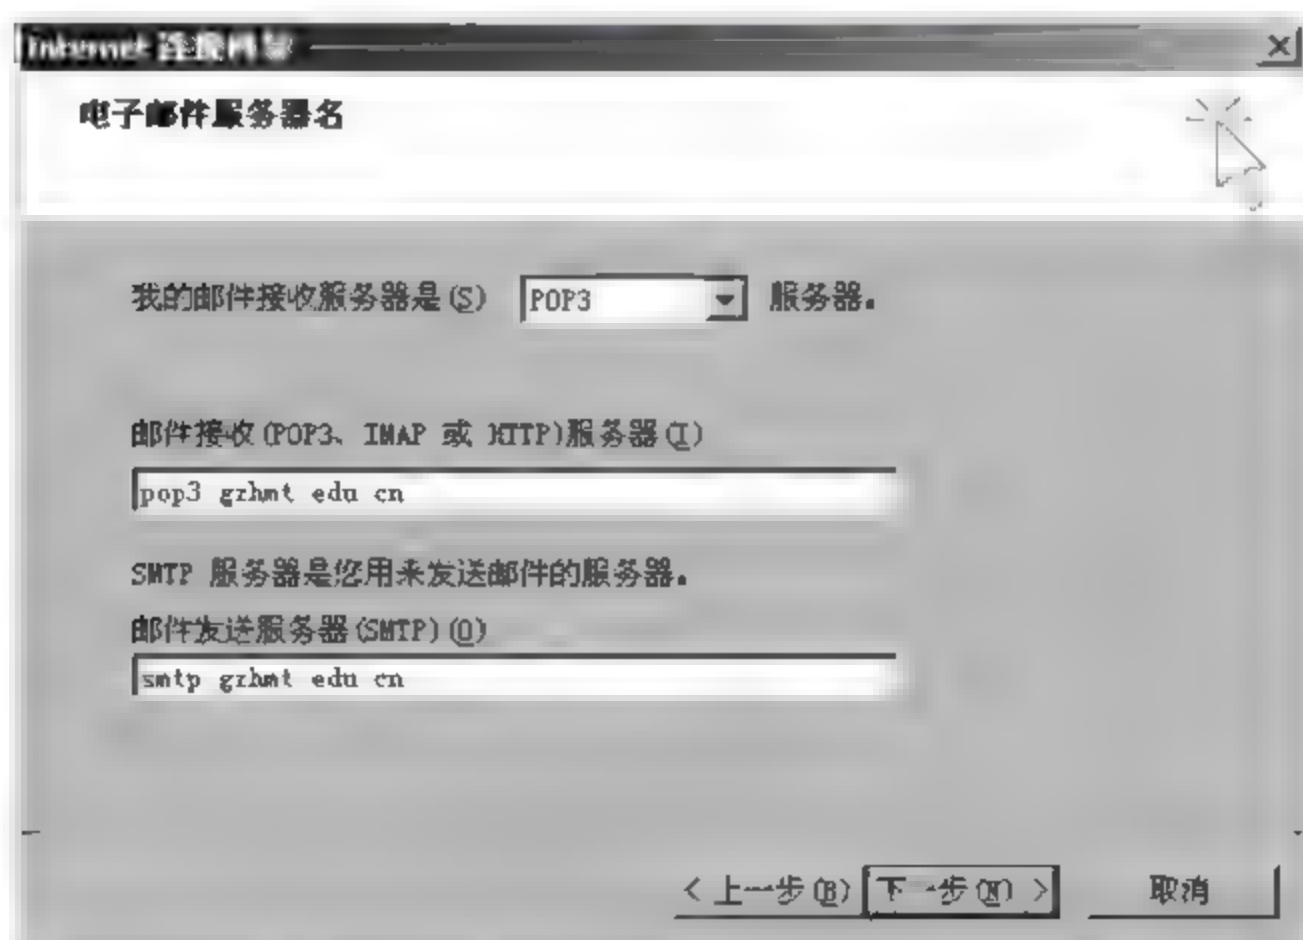 Internet 连接向导
电子邮件服务器名
我的邮件接收服务器是(S) POP3 服务器。
邮件接收(POP3、IMAP 或 HTTP)服务器(I)
pop3 gzhmt edu cn
SMTP 服务器是您用来发送邮件的服务器。
邮件发送服务器(SMTP)(O)
smtp gzhmt edu cn
< 上一步(B) 下一步(N) > 取消